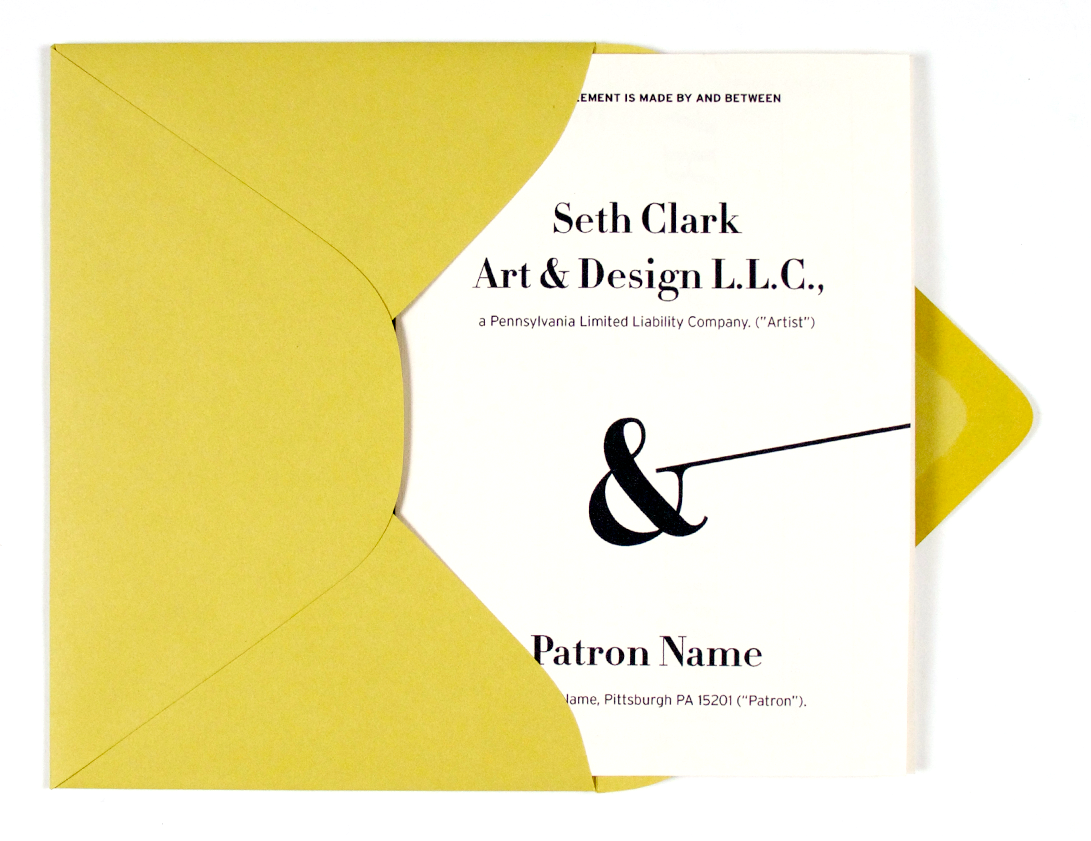 EMENT IS MADE BY AND BETWEEN
Seth Clark
Art & Design L.L.C.,
a Pennsylvania Limited Liability Company. ("Artist")
&
Patron Name
Name, Pittsburgh PA 15201 ("Patron").